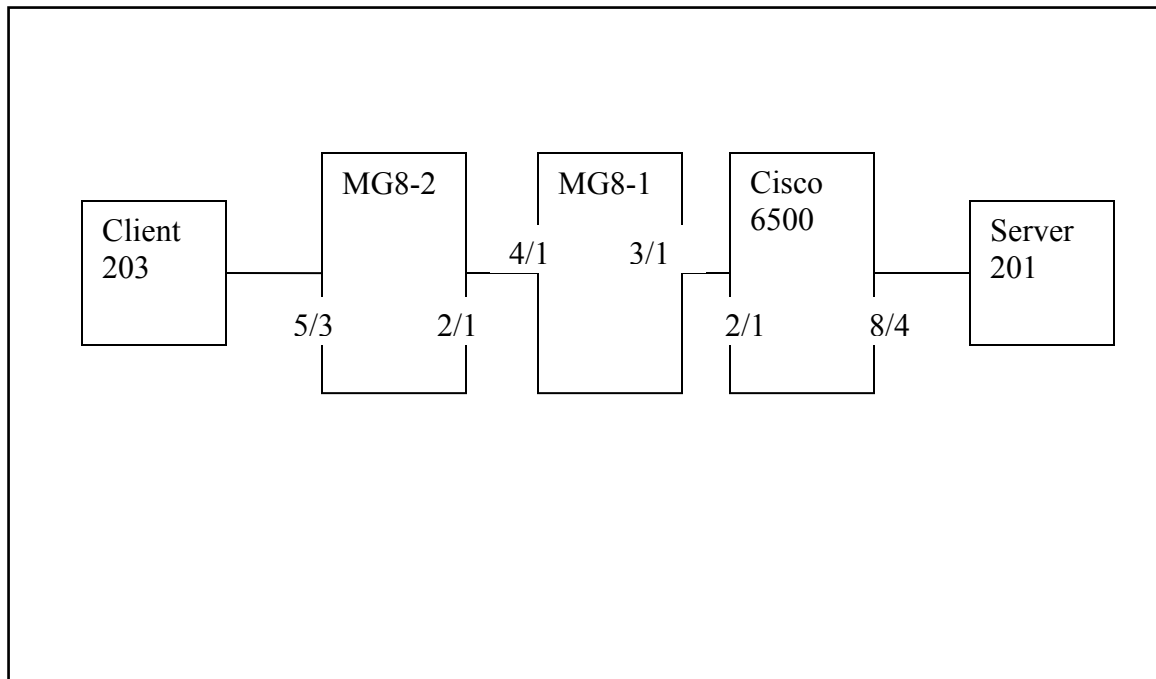 MG8-2
MG8-1
Cisco
6500
Client
203
Server
201
4/1
3/1
5/3
2/1
2/1
8/4